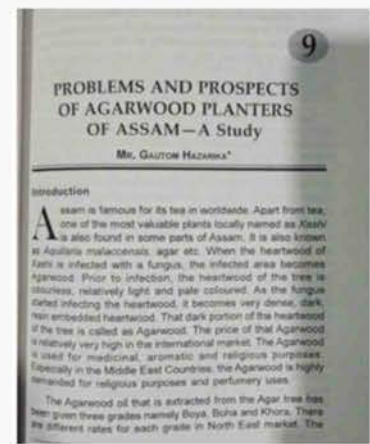 9
PROBLEMS AND PROSPECTS
OF AGARWOOD PLANTERS
OF ASSAM—A Study
MR. GAUTOM HAZARIKA*
Introduction
Assam is famous for its tea in worldwide. Apart from tea,
one of the most valuable plants locally named as Xashi
is also found in some parts of Assam. It is also known
as Aquilaria malaccensis, agar etc. When the heartwood of
Xashi is infected with a fungus, the infected area becomes
Agarwood. Prior to infection, the heartwood of the tree is
odourless, relatively light and pale coloured. As the fungus
started infecting the heartwood, it becomes very dense, dark,
resin embedded heartwood. That dark portion of the heartwood
of the tree is called as Agarwood. The price of that Agarwood
is relatively very high in the international market. The Agarwood
is used for medicinal, aromatic and religious purposes.
Especially in the Middle East Countries, the Agarwood is highly
demanded for religious purposes and perfumery uses.
The Agarwood oil that is extracted from the Agar tree has
been given three grades namely Boya, Buha and Khora. There
are different rates for each grade in North East market. The